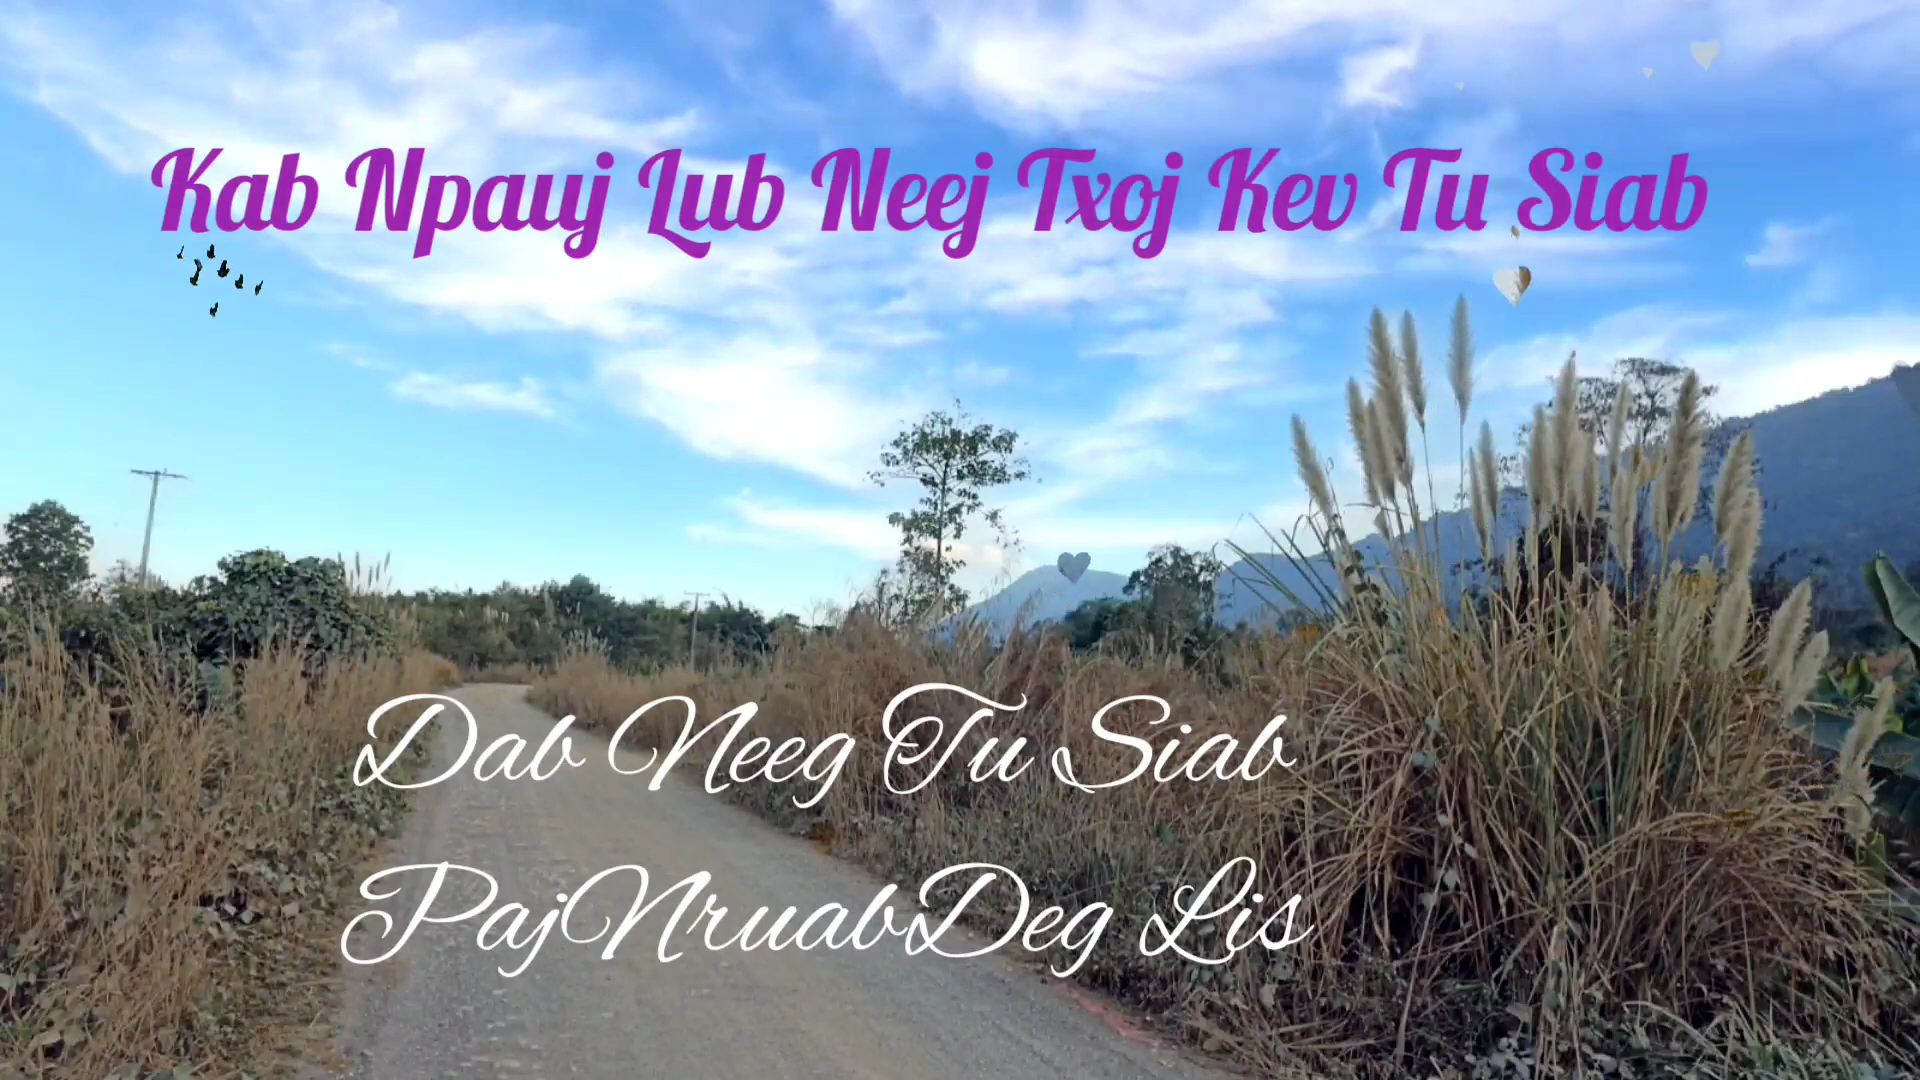 Kab Npauj Lub Neej Txoj Kev Tu Siab
Dab Neeg Tu Siab
PajNruabDeg Lis